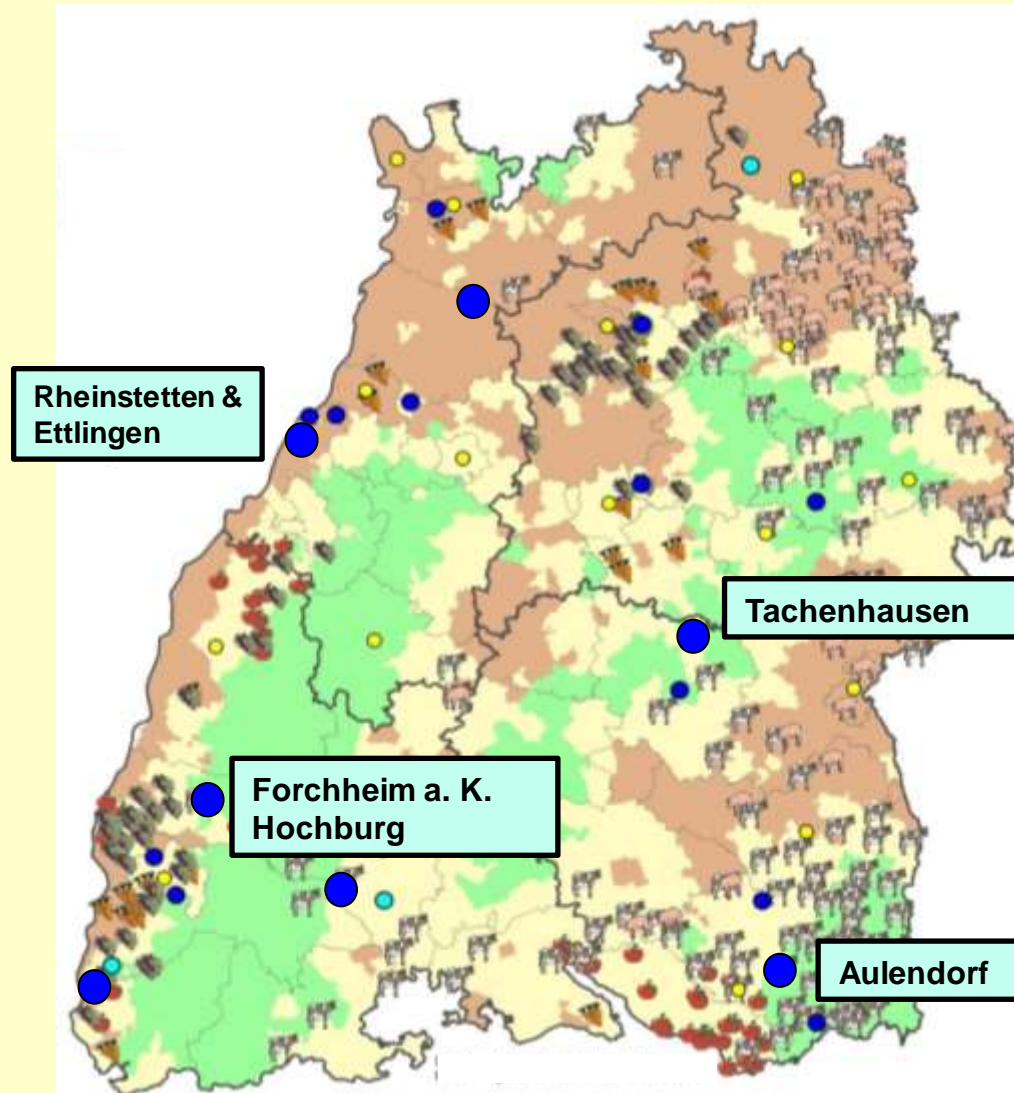 Rheinstetten &
Ettlingen
Tachenhausen
Forchheim a. K.
Hochburg
Aulendorf